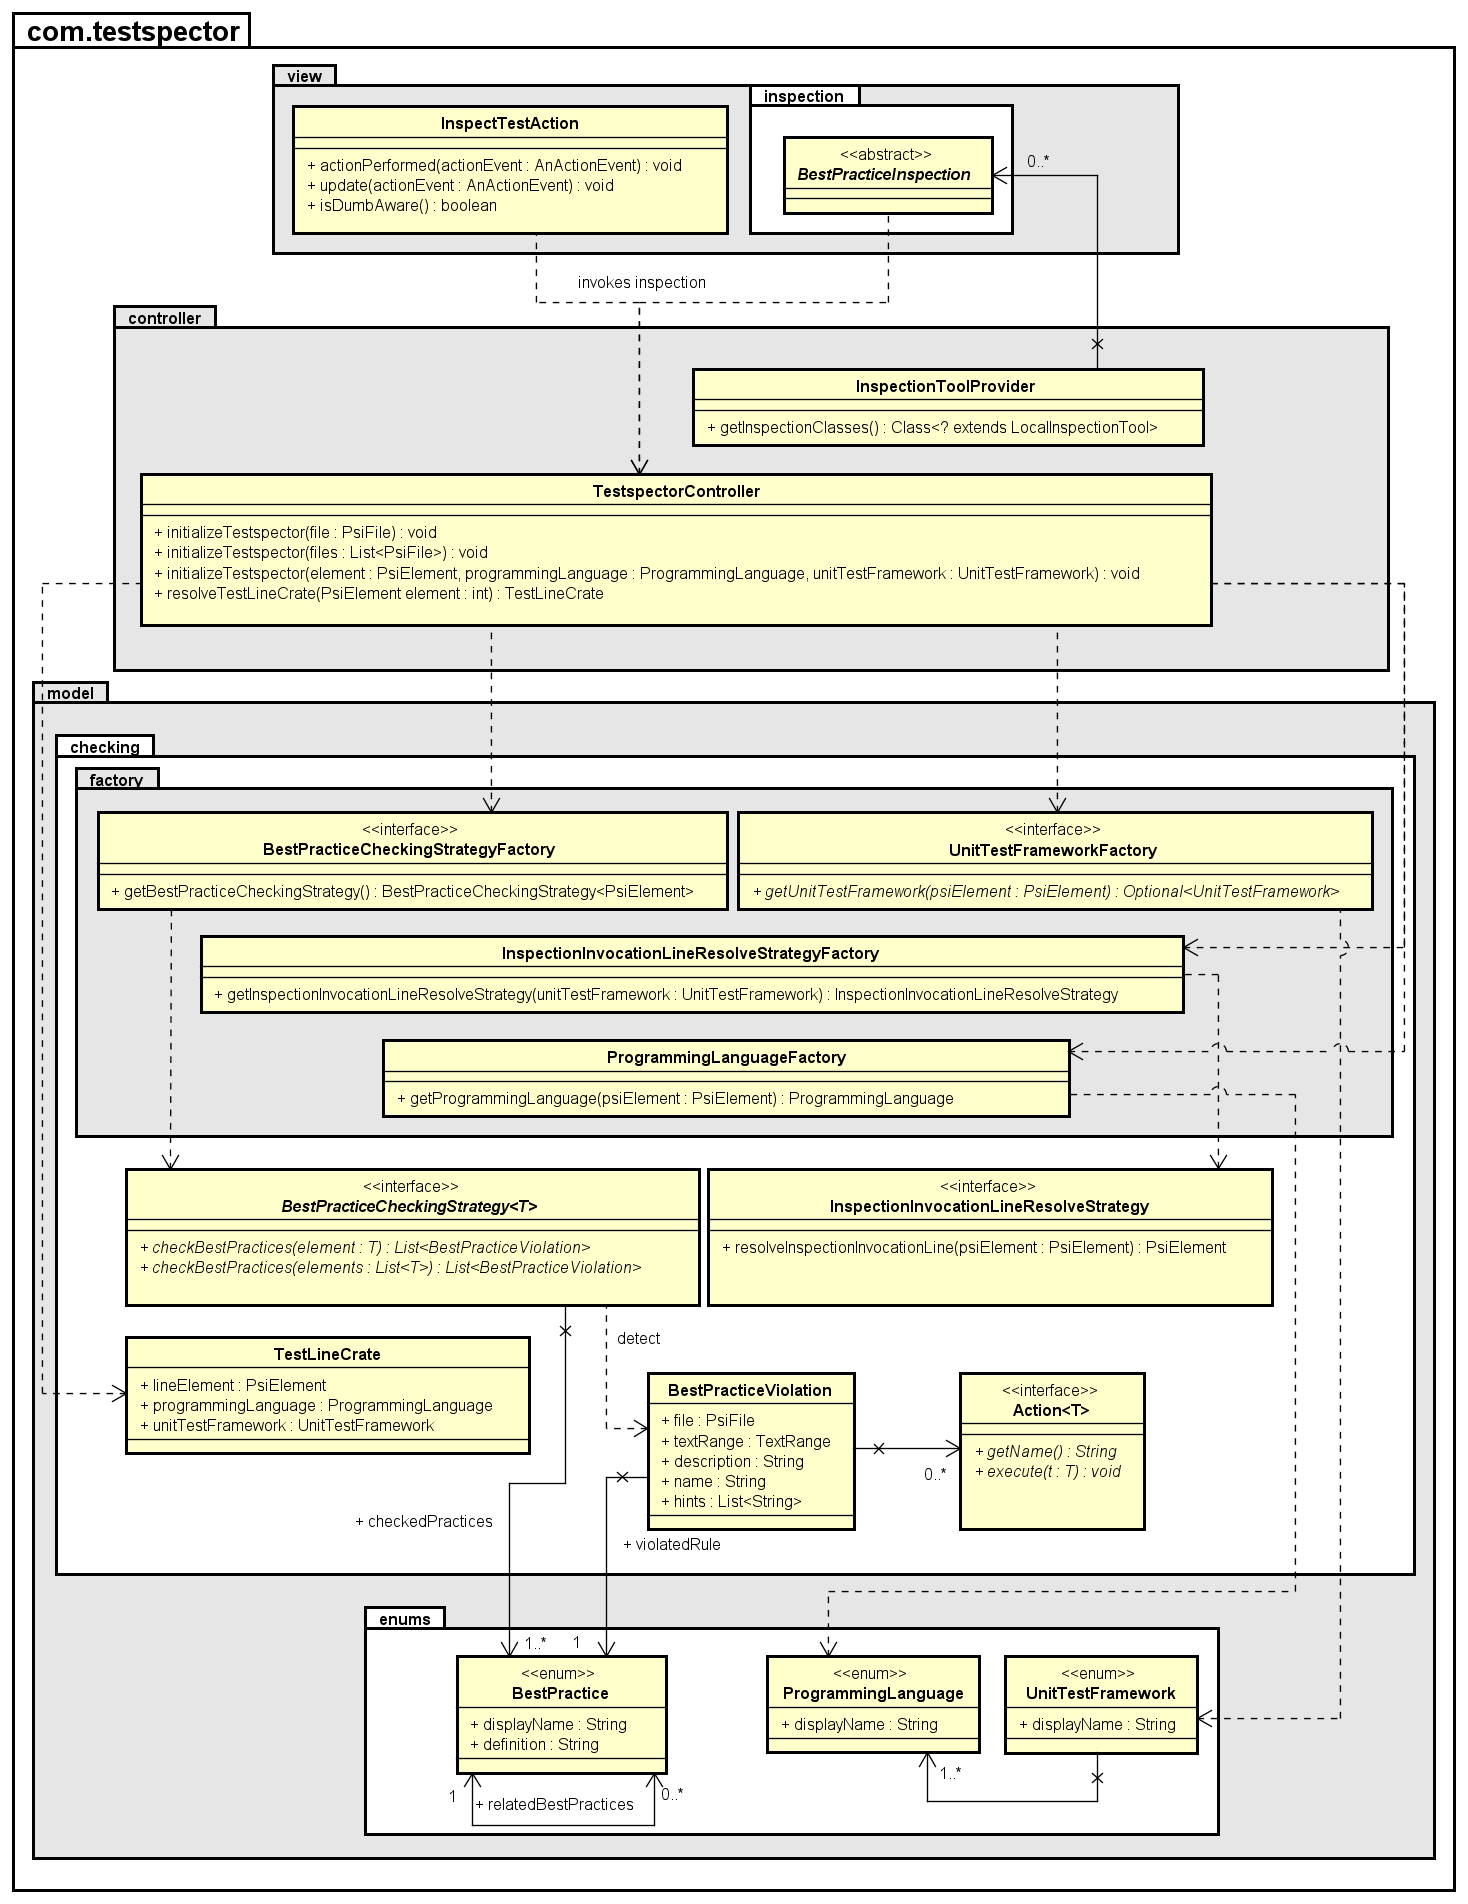 com.testspector
view
inspection
InspectTestAction
+ actionPerformed(actionEvent : AnActionEvent) : void
+ update(actionEvent : AnActionEvent) : void
+ isDumbAware() : boolean
<<abstract>>
BestPracticeInspection
0..*
invokes inspection
controller
InspectionToolProvider
+ getInspectionClasses() : Class<? extends LocalInspectionTool>
TestspectorController
+ initializeTestspector(file : PsiFile) : void
+ initializeTestspector(files : List<PsiFile>) : void
+ initializeTestspector(element : PsiElement, programmingLanguage : ProgrammingLanguage, unitTestFramework : UnitTestFramework) : void
+ resolveTestLineCrate(PsiElement element : int) : TestLineCrate
model
checking
factory
<<interface>>
BestPracticeCheckingStrategyFactory
+ getBestPracticeCheckingStrategy() : BestPracticeCheckingStrategy<PsiElement>
<<interface>>
UnitTestFrameworkFactory
+ getUnitTestFramework(psiElement : PsiElement) : Optional<UnitTestFramework>
InspectionInvocationLineResolveStrategyFactory
+ getInspectionInvocationLineResolveStrategy(unitTestFramework : UnitTestFramework) : InspectionInvocationLineResolveStrategy
ProgrammingLanguageFactory
+ getProgrammingLanguage(psiElement : PsiElement) : ProgrammingLanguage
<<interface>>
BestPracticeCheckingStrategy<T>
+ checkBestPractices(element : T) : List<BestPracticeViolation>
+ checkBestPractices(elements : List<T>) : List<BestPracticeViolation>
<<interface>>
InspectionInvocationLineResolveStrategy
+ resolveInspectionInvocationLine(psiElement : PsiElement) : PsiElement
detect
TestLineCrate
+ lineElement : PsiElement
+ programmingLanguage : ProgrammingLanguage
+ unitTestFramework : UnitTestFramework
BestPracticeViolation
+ file : PsiFile
+ textRange : TextRange
+ description : String
+ name : String
+ hints : List<String>
<<interface>>
Action<T>
+ getName() : String
+ execute(t : T) : void
0..*
+ checkedPractices
+ violatedRule
enums
1..*
1
<<enum>>
BestPractice
+ displayName : String
+ definition : String
<<enum>>
ProgrammingLanguage
+ displayName : String
<<enum>>
UnitTestFramework
+ displayName : String
1..*
1
+ relatedBestPractices
0..*